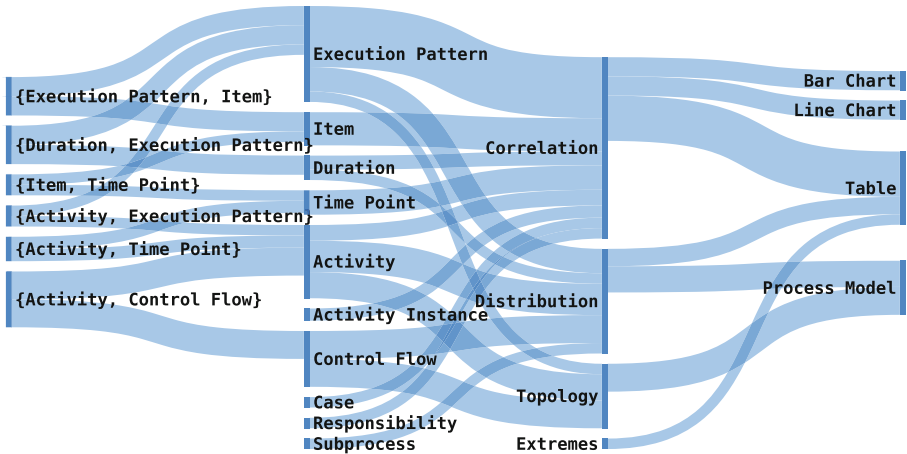 {Execution Pattern, Item}
{Duration, Execution Pattern}
{Item, Time Point}
{Activity, Execution Pattern}
{Activity, Time Point}
{Activity, Control Flow}
Execution Pattern
Item
Duration
Time Point
Activity
Activity Instance
Control Flow
Case
Responsibility
Subprocess
Correlation
Distribution
Topology
Extremes
Bar Chart
Line Chart
Table
Process Model